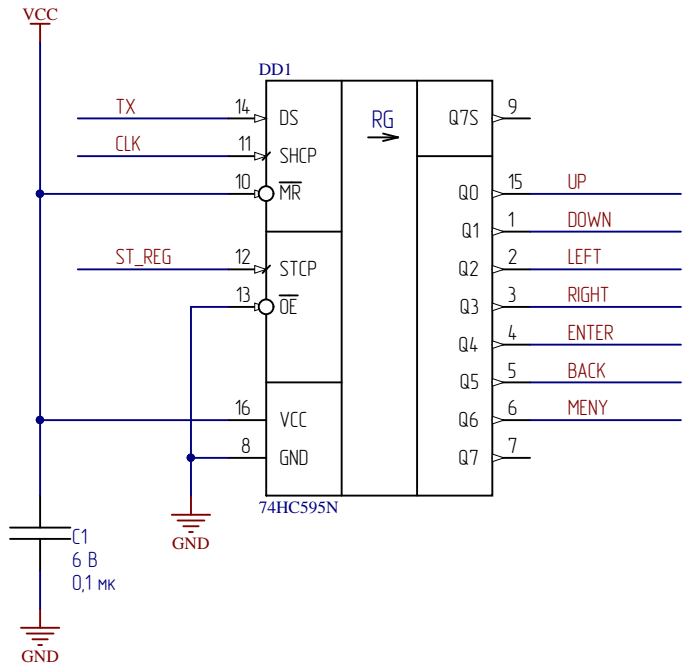 VCC
DD1
TX 14 DS RG Q7S 9
CLK 11 SHCP
10 MR Q0 15 UP
Q1 1 DOWN
ST_REG 12 STCP Q2 2 LEFT
13 OE Q3 3 RIGHT
Q4 4 ENTER
Q5 5 BACK
16 VCC Q6 6 MENY
8 GND Q7 7
74HC595N
GND
C1
6 В
0,1 мк
GND